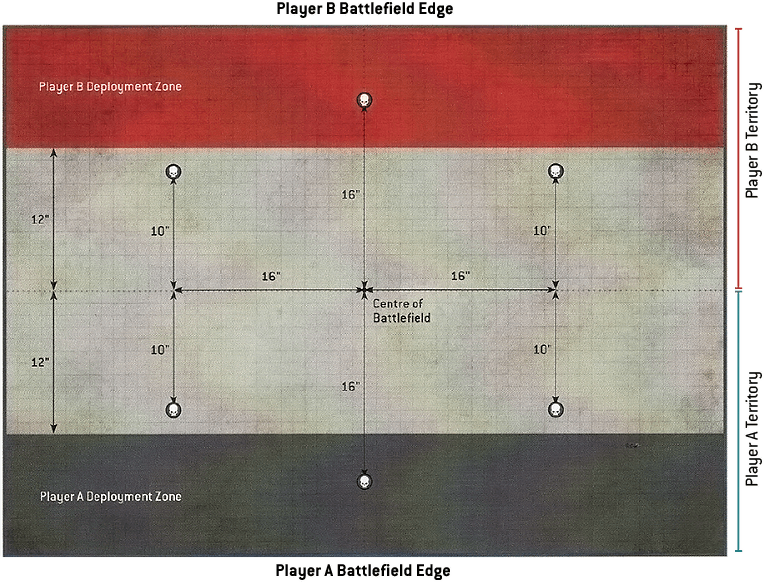 Player B Battlefield Edge
Player B Deployment Zone
Player B Territory
12"
16"
10"
10"
16"
16"
Centre of
Battlefield
12"
10"
10"
16"
Player A Territory
Player A Deployment Zone
Player A Battlefield Edge